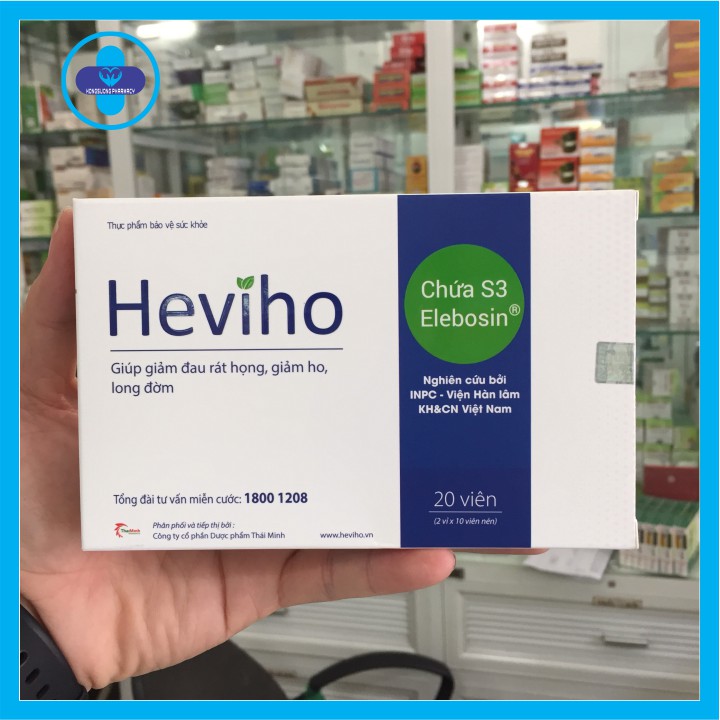 HONGSLONG PHARMACY
Thực phẩm bảo vệ sức khỏe
Heviho
Giúp giảm đau rát họng, giảm ho,
long đờm
Tổng đài tư vấn miễn cước: 1800 1208
Phân phối và tiếp thị bởi :
Công ty cổ phần Dược phẩm Thái Minh
www.heviho.vn
Chứa S3
Elebosin®
Nghiên cứu bởi
INPC - Viện Hàn lâm
KH&CN Việt Nam
20 viên
(2 vỉ x 10 viên nén)